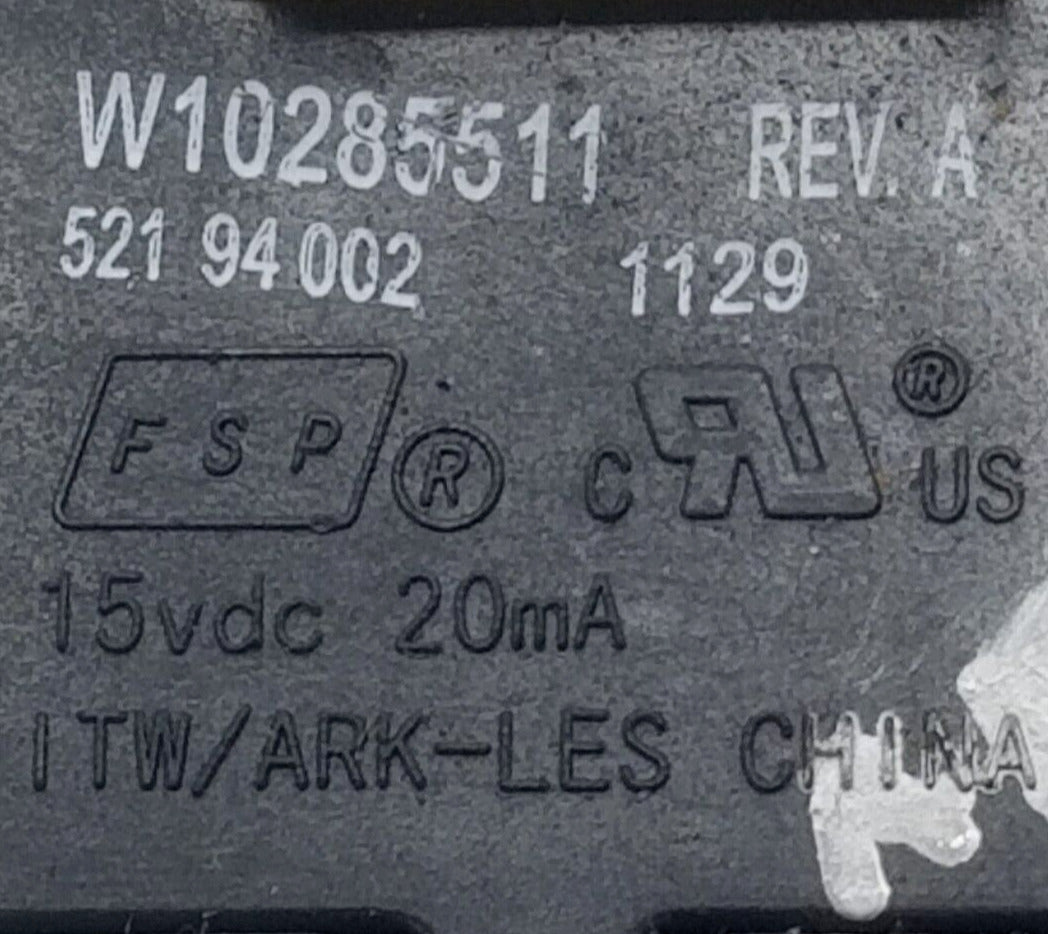 W10285511 REV. A
521 94 002 1129
FSP® C RU® US
15vdc 20mA
ITW/ARK-LES CHINA